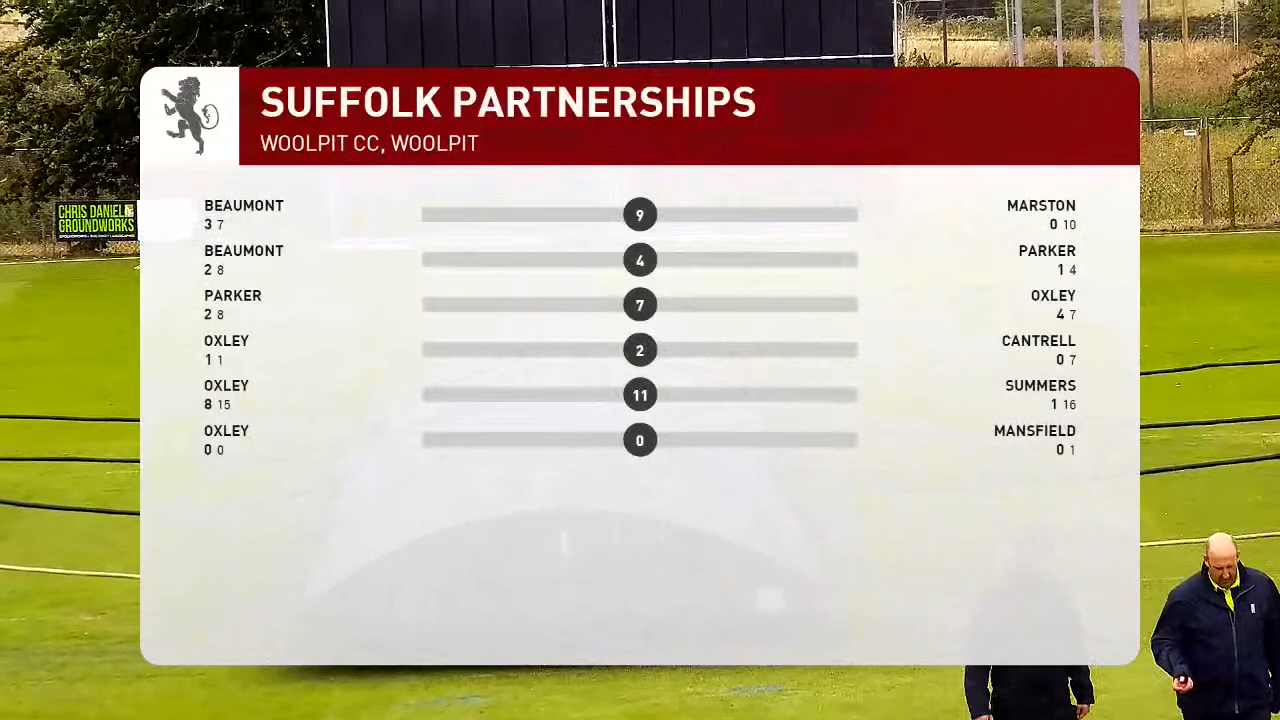 SUFFOLK PARTNERSHIPS
WOOLPIT CC, WOOLPIT
CHRIS DANIEL
GROUNDWORKS
BEAUMONT 9 MARSTON
3 7 0 10
BEAUMONT 4 PARKER
2 8 1 4
PARKER 7 OXLEY
2 8 4 7
OXLEY 2 CANTRELL
1 1 0 7
OXLEY 11 SUMMERS
8 15 1 16
OXLEY 0 MANSFIELD
0 0 0 1